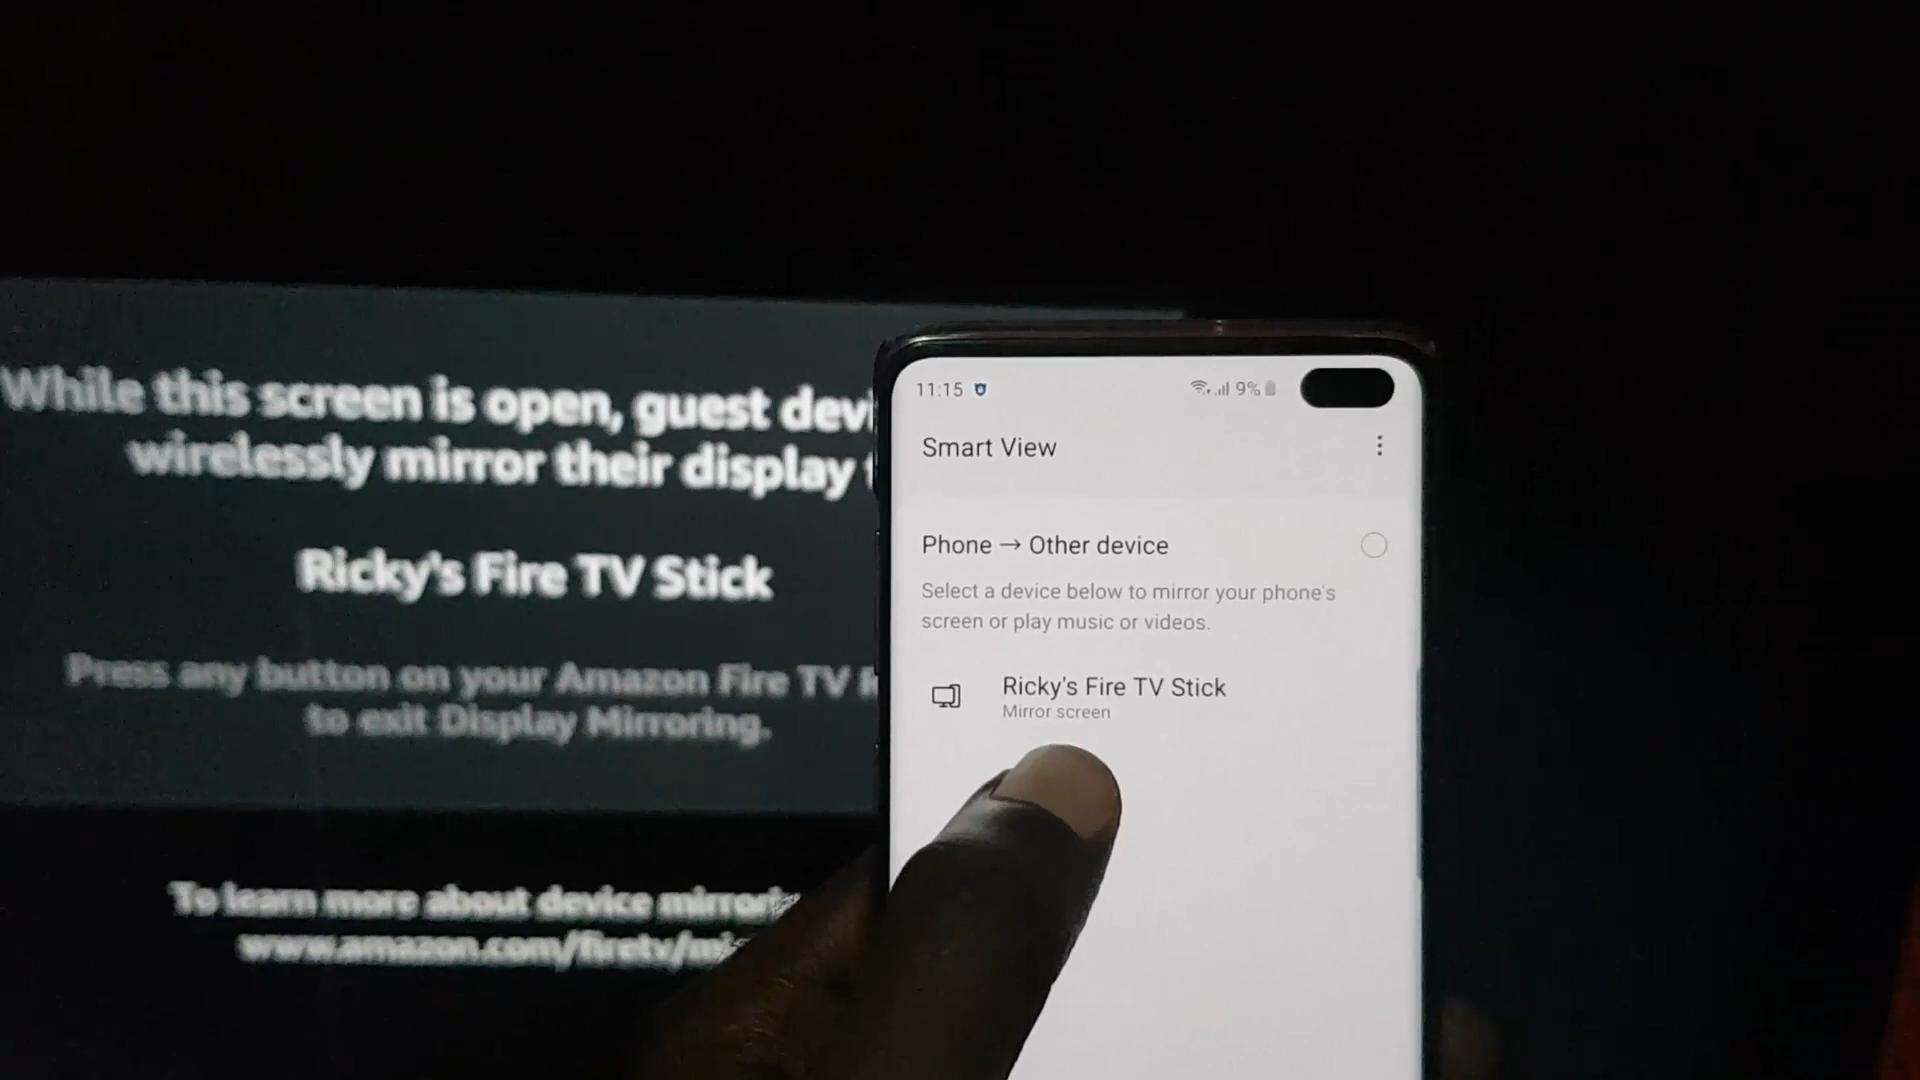 While this screen is open, guest
wirelessly mirror their display
Ricky's Fire TV Stick
Press any button on your Amazon Fire TV
to exit Display Mirroring.
To learn more about device
www.amazon.com/firetv/mi
11:15
9%
Smart View
Phone → Other device
Select a device below to mirror your phone's
screen or play music or videos.
Ricky's Fire TV Stick
Mirror screen